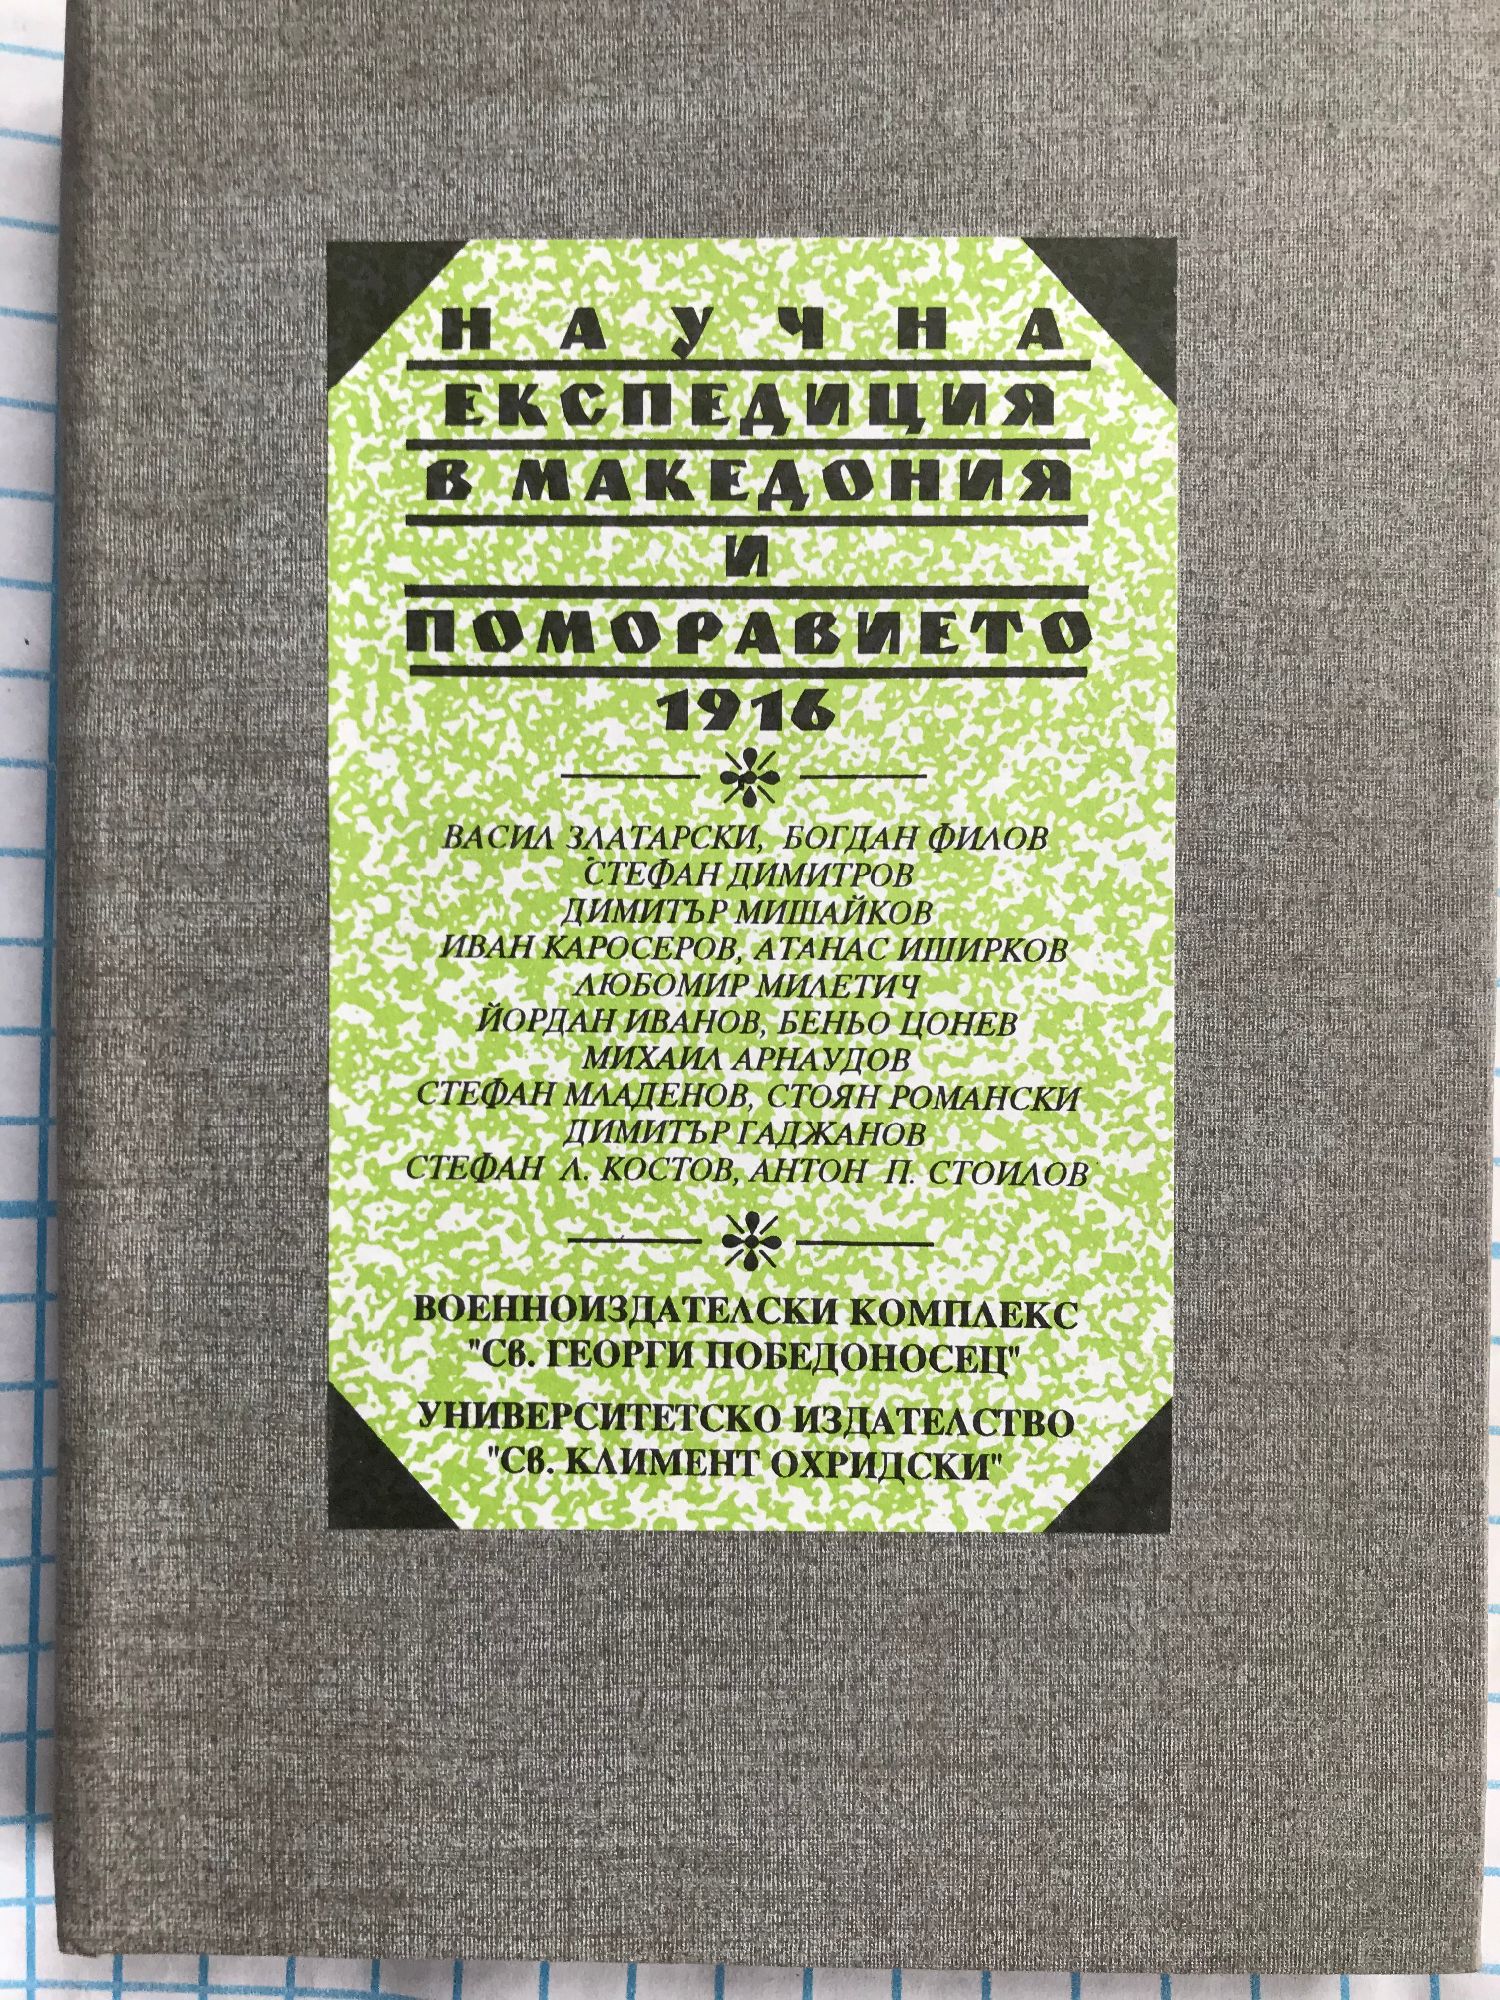 НАУЧНА
ЕКСПЕДИЦИЯ
В МАКЕДОНИЯ
И
ПОМОРАВИЕТО
1916
ВАСИЛ ЗЛАТАРСКИ, БОГДАН ФИЛОВ
СТЕФАН ДИМИТРОВ
ДИМИТЪР МИШАЙКОВ
ИВАН КАРОСЕРОВ, АТАНАС ИШИРКОВ
ЛЮБОМИР МИЛЕТИЧ
ЙОРДАН ИВАНОВ, БЕНЬО ЦОНЕВ
МИХАИЛ АРНАУДОВ
СТЕФАН МЛАДЕНОВ, СТОЯН РОМАНСКИ
ДИМИТЪР ГАДЖАНОВ
СТЕФАН Л. КОСТОВ, АНТОН П. СТОИЛОВ
ВОЕННОИЗДАТЕЛСКИ КОМПЛЕКС
"Св. ГЕОРГИ ПОБЕДОНОСЕЦ"
УНИВЕРСИТЕТСКО ИЗДАТЕЛСТВО
"Св. КЛИМЕНТ ОХРИДСКИ"